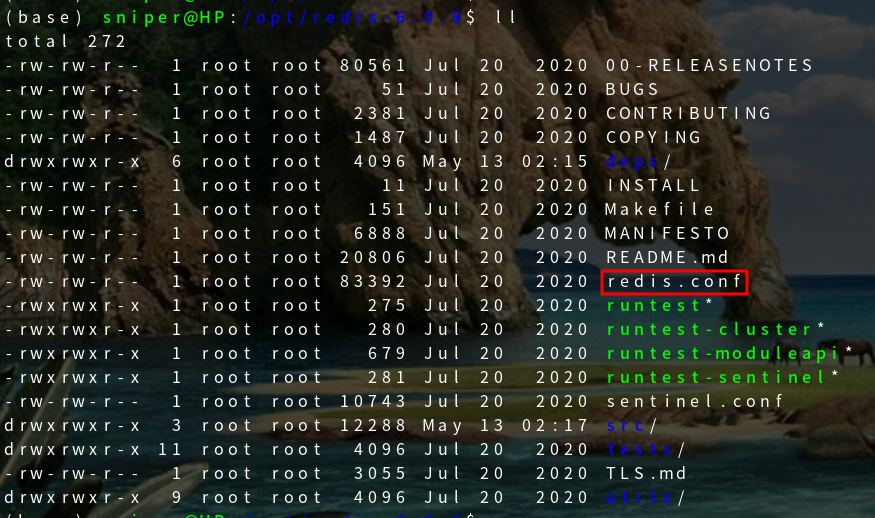 (base) sniper@HP:/opt/redis-6.0.6$ ll
total 272
-rw-rw-r-- 1 root root 80561 Jul 20 2020 00-RELEASENOTES
-rw-rw-r-- 1 root root 51 Jul 20 2020 BUGS
-rw-rw-r-- 1 root root 2381 Jul 20 2020 CONTRIBUTING
-rw-rw-r-- 1 root root 1487 Jul 20 2020 COPYING
drwxrwxr-x 6 root root 4096 May 13 02:15 deps/
-rw-rw-r-- 1 root root 11 Jul 20 2020 INSTALL
-rw-rw-r-- 1 root root 151 Jul 20 2020 Makefile
-rw-rw-r-- 1 root root 6888 Jul 20 2020 MANIFESTO
-rw-rw-r-- 1 root root 20806 Jul 20 2020 README.md
-rw-rw-r-- 1 root root 83392 Jul 20 2020 redis.conf
-rwxrwxr-x 1 root root 275 Jul 20 2020 runtest*
-rwxrwxr-x 1 root root 280 Jul 20 2020 runtest-cluster*
-rwxrwxr-x 1 root root 679 Jul 20 2020 runtest-moduleapi*
-rwxrwxr-x 1 root root 281 Jul 20 2020 runtest-sentinel*
-rw-rw-r-- 1 root root 10743 Jul 20 2020 sentinel.conf
drwxrwxr-x 3 root root 12288 May 13 02:17 src/
drwxrwxr-x 11 root root 4096 Jul 20 2020 tests/
-rw-rw-r-- 1 root root 3055 Jul 20 2020 TLS.md
drwxrwxr-x 9 root root 4096 Jul 20 2020 utils/